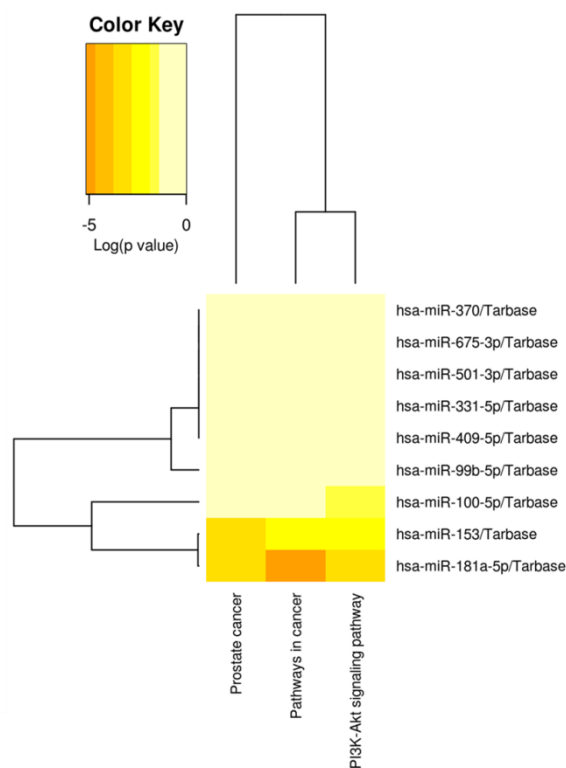 Color Key
-5
0
Log(p value)
hsa-miR-370/Tarbase
hsa-miR-675-3p/Tarbase
hsa-miR-501-3p/Tarbase
hsa-miR-331-5p/Tarbase
hsa-miR-409-5p/Tarbase
hsa-miR-99b-5p/Tarbase
hsa-miR-100-5p/Tarbase
hsa-miR-153/Tarbase
hsa-miR-181a-5p/Tarbase
Prostate cancer
Pathways in cancer
PI3K-Akt signaling pathway